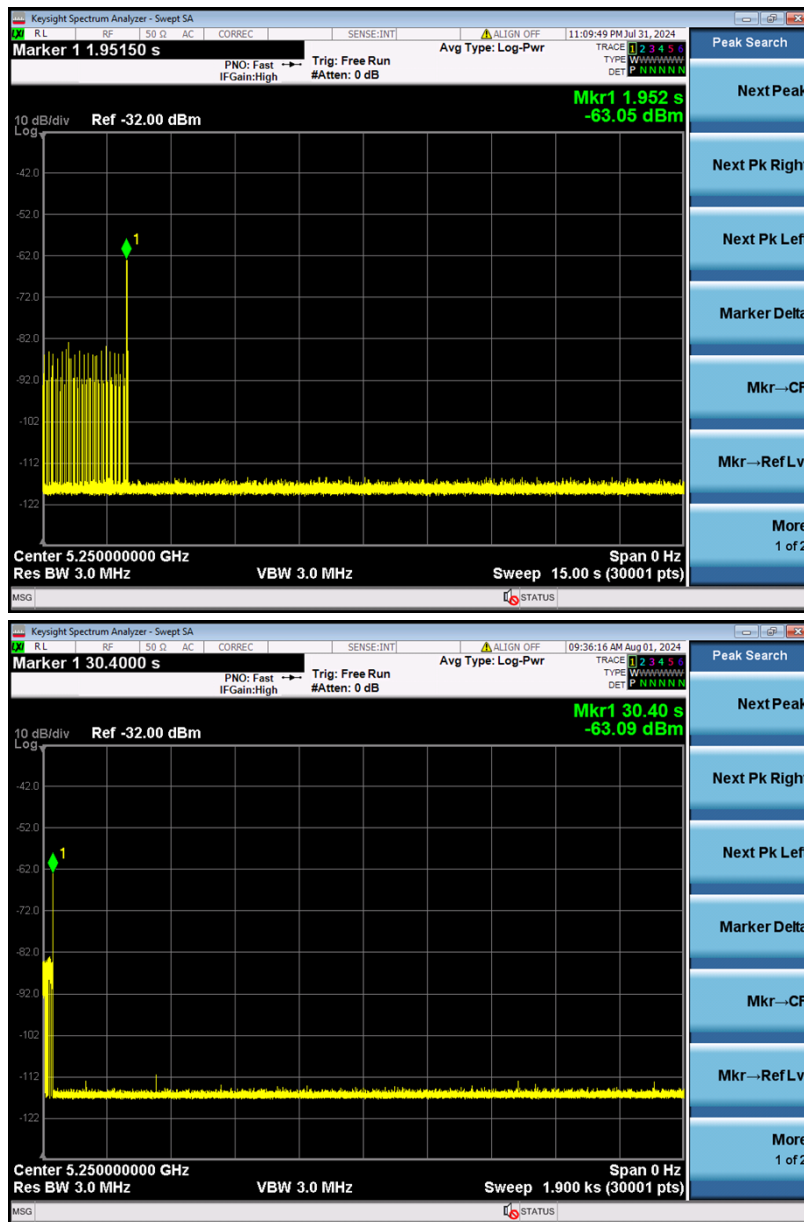 Keysight Spectrum Analyzer - Swept SA
LXI RL RF 50 Ω AC CORREC SENSE:INT ALIGN OFF 11:09:49 PM Jul 31, 2024
Marker 1 1.95150 s
PNO: Fast
IFGain:High
Trig: Free Run
#Atten: 0 dB
Avg Type: Log-Pwr
TRACE 1 2 3 4 5 6
TYPE WWWWWW
DET P N N N N N
Peak Search
Mkr1 1.952 s
-63.05 dBm
10 dB/div Ref -32.00 dBm
Log
1
-42.0
-52.0
-62.0
-72.0
-82.0
-92.0
-102
-112
-122
Center 5.250000000 GHz Span 0 Hz
Res BW 3.0 MHz VBW 3.0 MHz Sweep 15.00 s (30001 pts)
MSG STATUS
Next Peak
Next Pk Right
Next Pk Left
Marker Delta
Mkr→CF
Mkr→Ref Lv
More
1 of 2
Keysight Spectrum Analyzer - Swept SA
LXI RL RF 50 Ω AC CORREC SENSE:INT ALIGN OFF 09:36:16 AM Aug 01, 2024
Marker 1 30.4000 s
PNO: Fast
IFGain:High
Trig: Free Run
#Atten: 0 dB
Avg Type: Log-Pwr
TRACE 1 2 3 4 5 6
TYPE WWWWWW
DET P N N N N N
Peak Search
Mkr1 30.40 s
-63.09 dBm
10 dB/div Ref -32.00 dBm
Log
1
-42.0
-52.0
-62.0
-72.0
-82.0
-92.0
-102
-112
-122
Center 5.250000000 GHz Span 0 Hz
Res BW 3.0 MHz VBW 3.0 MHz Sweep 1.900 ks (30001 pts)
MSG STATUS
Next Peak
Next Pk Right
Next Pk Left
Marker Delta
Mkr→CF
Mkr→Ref Lv
More
1 of 2